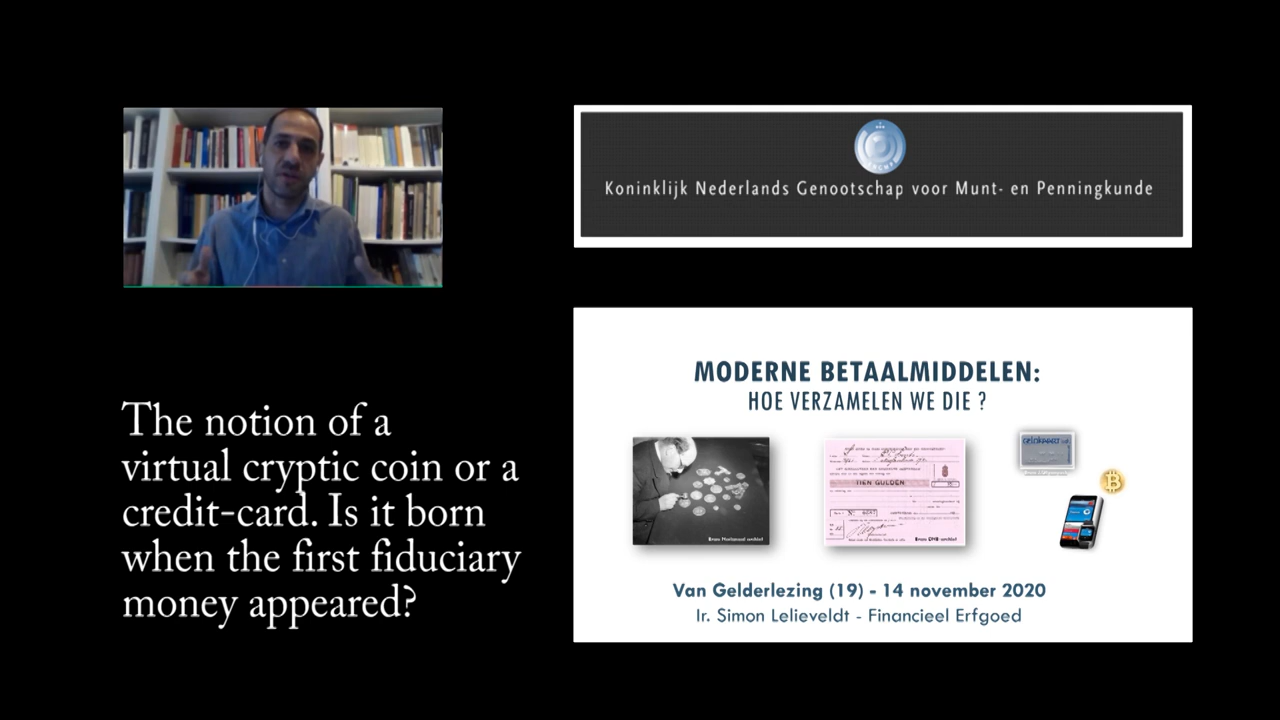 Koninklijk Nederlands Genootschap voor Munt- en Penningkunde
The notion of a
virtual cryptic coin or a
credit-card. Is it born
when the first fiduciary
money appeared?
MODERNE BETAALMIDDELEN:
HOE VERZAMELEN WE DIE ?
TIEN GULDEN
Van Gelderlezing (19) - 14 november 2020
Ir. Simon Lelieveldt - Financieel Erfgoed